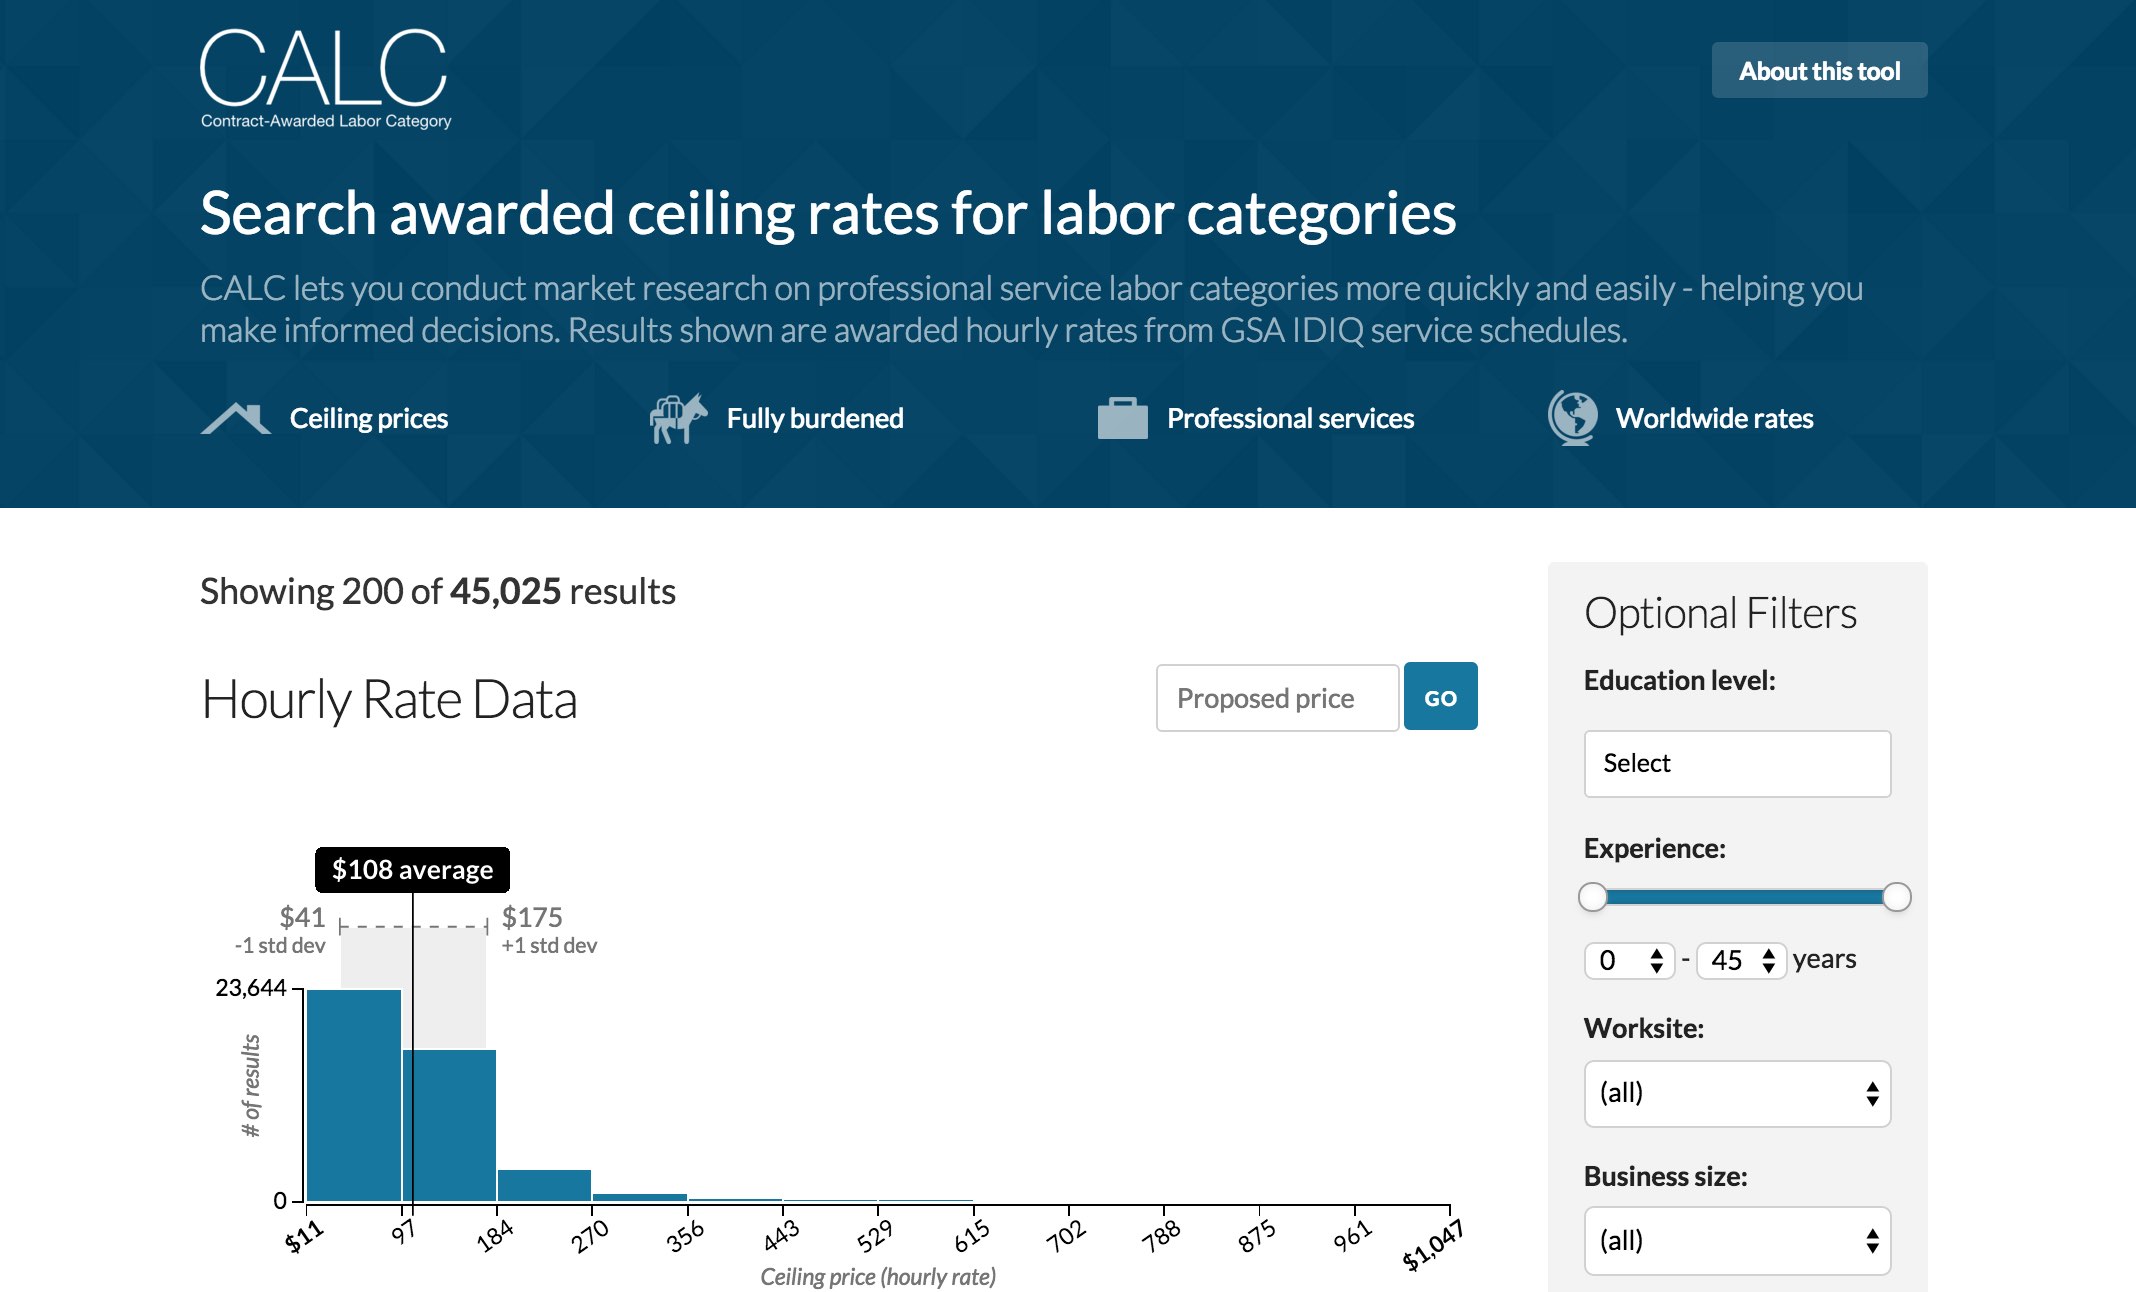 CALC
Contract-Awarded Labor Category
About this tool
Search awarded ceiling rates for labor categories
CALC lets you conduct market research on professional service labor categories more quickly and easily - helping you
make informed decisions. Results shown are awarded hourly rates from GSA IDIQ service schedules.
Ceiling prices
Fully burdened
Professional services
Worldwide rates
Showing 200 of 45,025 results
Hourly Rate Data
Proposed price
GO
$108 average
$41
-1 std dev
$175
+1 std dev
23,644
# of results
0
$11
97
184
270
356
443
529
615
702
788
875
961
$1,047
Ceiling price (hourly rate)
Optional Filters
Education level:
Select
Experience:
0 - 45 years
Worksite:
(all)
Business size:
(all)